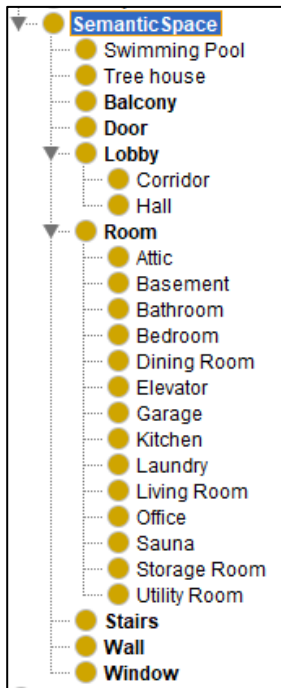 SemanticSpace
Swimming Pool
Tree house
Balcony
Door
Lobby
Corridor
Hall
Room
Attic
Basement
Bathroom
Bedroom
Dining Room
Elevator
Garage
Kitchen
Laundry
Living Room
Office
Sauna
Storage Room
Utility Room
Stairs
Wall
Window